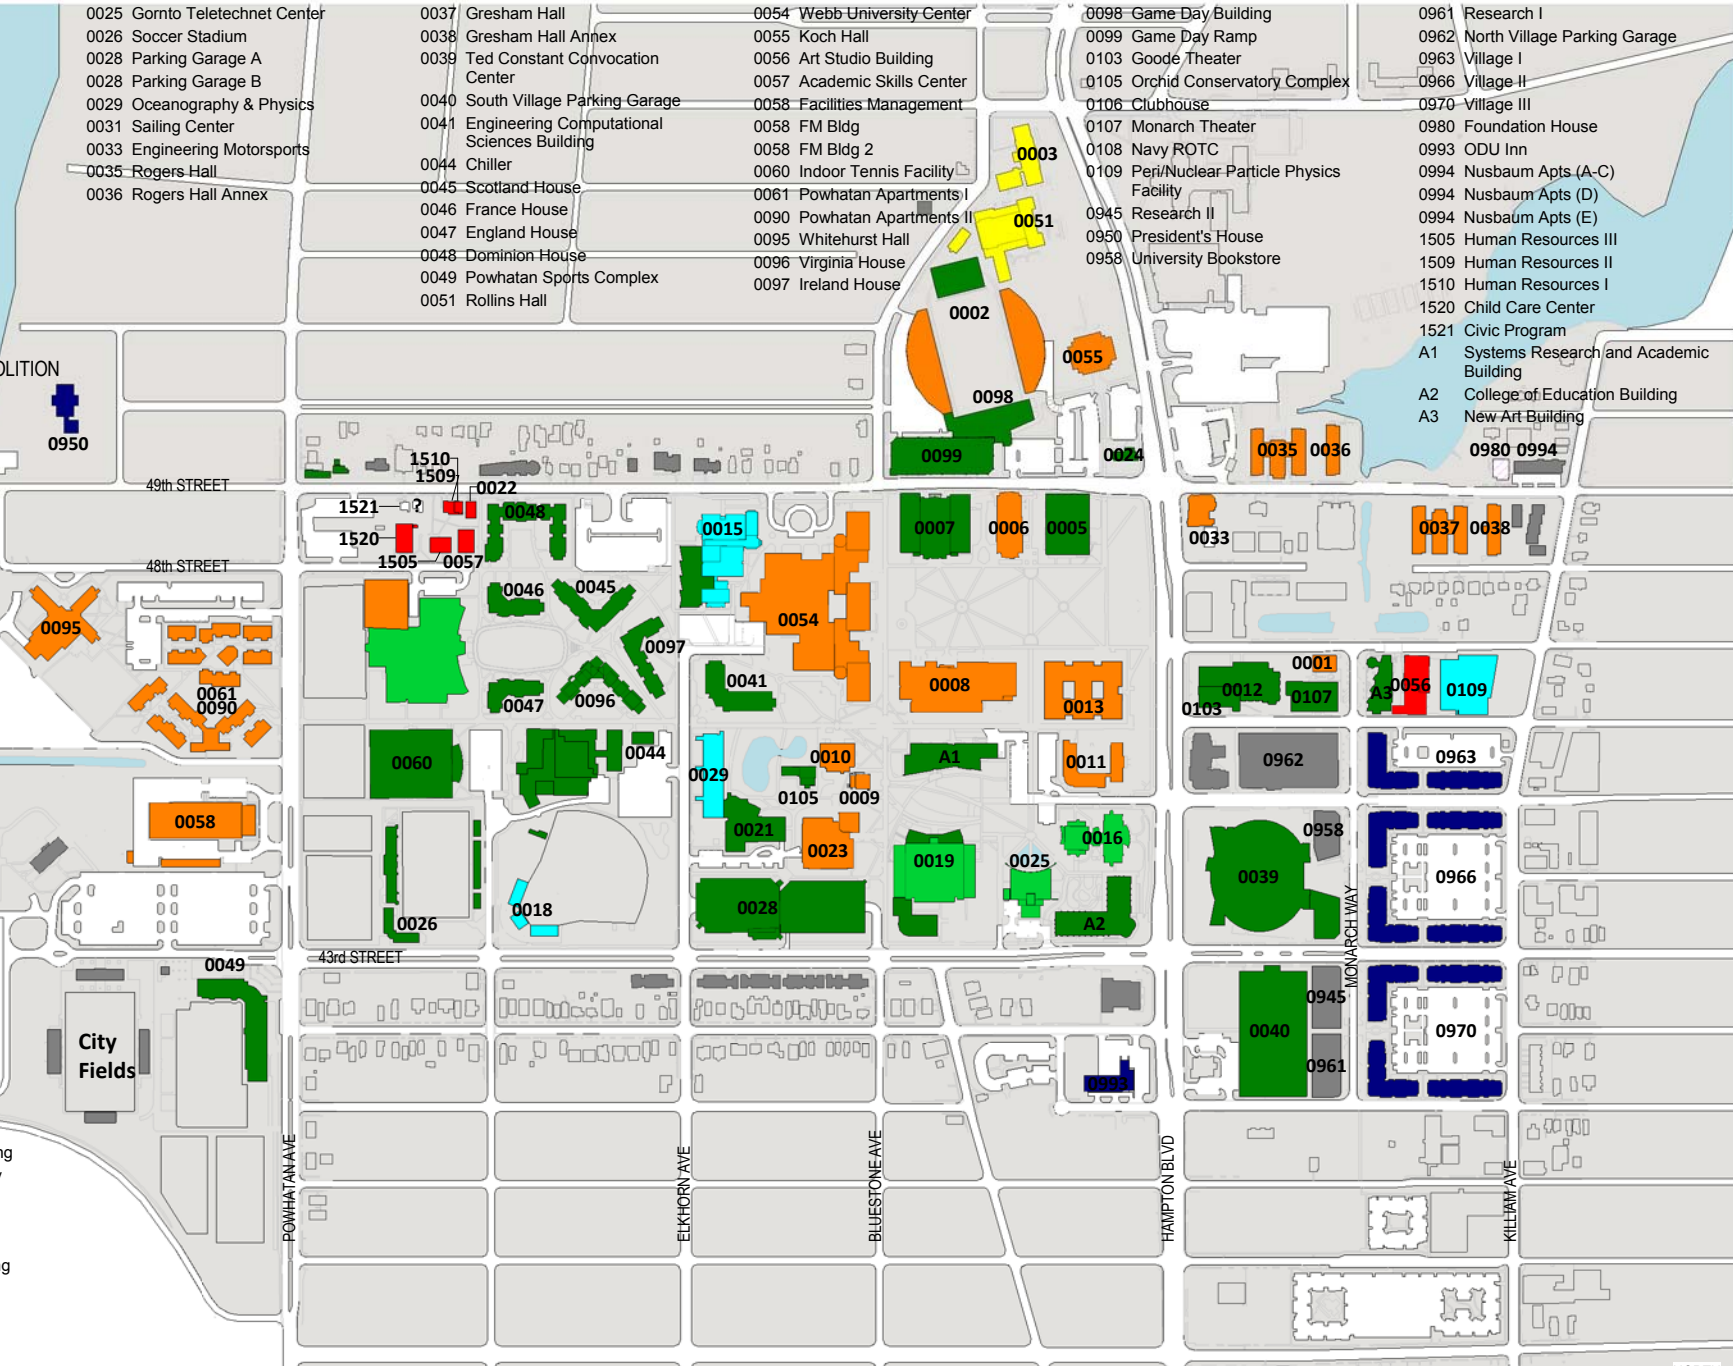 0025 Gornto Teletechnet Center
0026 Soccer Stadium
0028 Parking Garage A
0028 Parking Garage B
0029 Oceanography & Physics
0031 Sailing Center
0033 Engineering Motorsports
0035 Rogers Hall
0036 Rogers Hall Annex
0037 Gresham Hall
0038 Gresham Hall Annex
0039 Ted Constant Convocation
Center
0040 South Village Parking Garage
0041 Engineering Computational
Sciences Building
0044 Chiller
0045 Scotland House
0046 France House
0047 England House
0048 Dominion House
0049 Powhatan Sports Complex
0051 Rollins Hall
0054 Webb University Center
0055 Koch Hall
0056 Art Studio Building
0057 Academic Skills Center
0058 Facilities Management
0058 FM Bldg
0058 FM Bldg 2
0060 Indoor Tennis Facility
0061 Powhatan Apartments I
0090 Powhatan Apartments II
0095 Whitehurst Hall
0096 Virginia House
0097 Ireland House
0098 Game Day Building
0099 Game Day Ramp
0103 Goode Theater
0105 Orchid Conservatory Complex
0106 Clubhouse
0107 Monarch Theater
0108 Navy ROTC
0109 Peri/Nuclear Particle Physics
Facility
0945 Research II
0950 President's House
0958 University Bookstore
0961 Research I
0962 North Village Parking Garage
0963 Village I
0966 Village II
0970 Village III
0980 Foundation House
0993 ODU Inn
0994 Nusbaum Apts (A-C)
0994 Nusbaum Apts (D)
0994 Nusbaum Apts (E)
1505 Human Resources III
1509 Human Resources II
1510 Human Resources I
1520 Child Care Center
1521 Civic Program
A1 Systems Research and Academic
Building
A2 College of Education Building
A3 New Art Building
0003
0051
0002
0055
0098
OLITION
0950
1510
1509
0022
0099
0024
0035 0036
0980 0994
49th STREET
1521
?
0048
0015
0007
0006
0005
0033
0037
0038
1520
1505
0057
48th STREET
0046
0045
0054
0095
0097
0061
0090
0047
0096
0041
0008
0013
0001
0012
0107
0103
A3
0056
0109
0060
0044
0029
0010
0105
0009
A1
0011
0962
0963
0058
0021
0023
0019
0025
0016
0958
0039
0966
0026
0018
0028
A2
MONARCH WAY
43rd STREET
0049
City
Fields
0945
0040
0970
0961
0993
POWHATAN AVE
ELKHORN AVE
BLUESTONE AVE
HAMPTON BLVD
KILLIAM AVE
ng
y
g